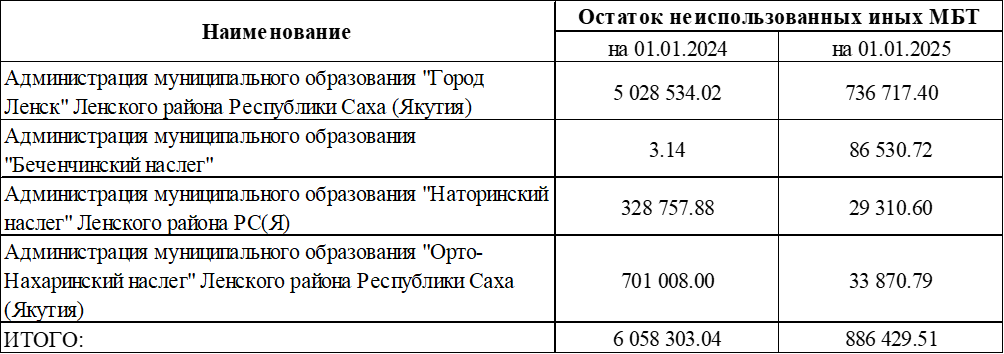 Наименование
Остаток неиспользованных иных МБТ
на 01.01.2024 на 01.01.2025
Администрация муниципального образования "Город
Ленск" Ленского района Республики Саха (Якутия)
5 028 534.02 736 717.40
Администрация муниципального образования
"Беченчинский наслег"
3.14 86 530.72
Администрация муниципального образования "Наторинский
наслег" Ленского района РС(Я)
328 757.88 29 310.60
Администрация муниципального образования "Орто-
Нахаринский наслег" Ленского района Республики Саха
(Якутия)
701 008.00 33 870.79
ИТОГО: 6 058 303.04 886 429.51